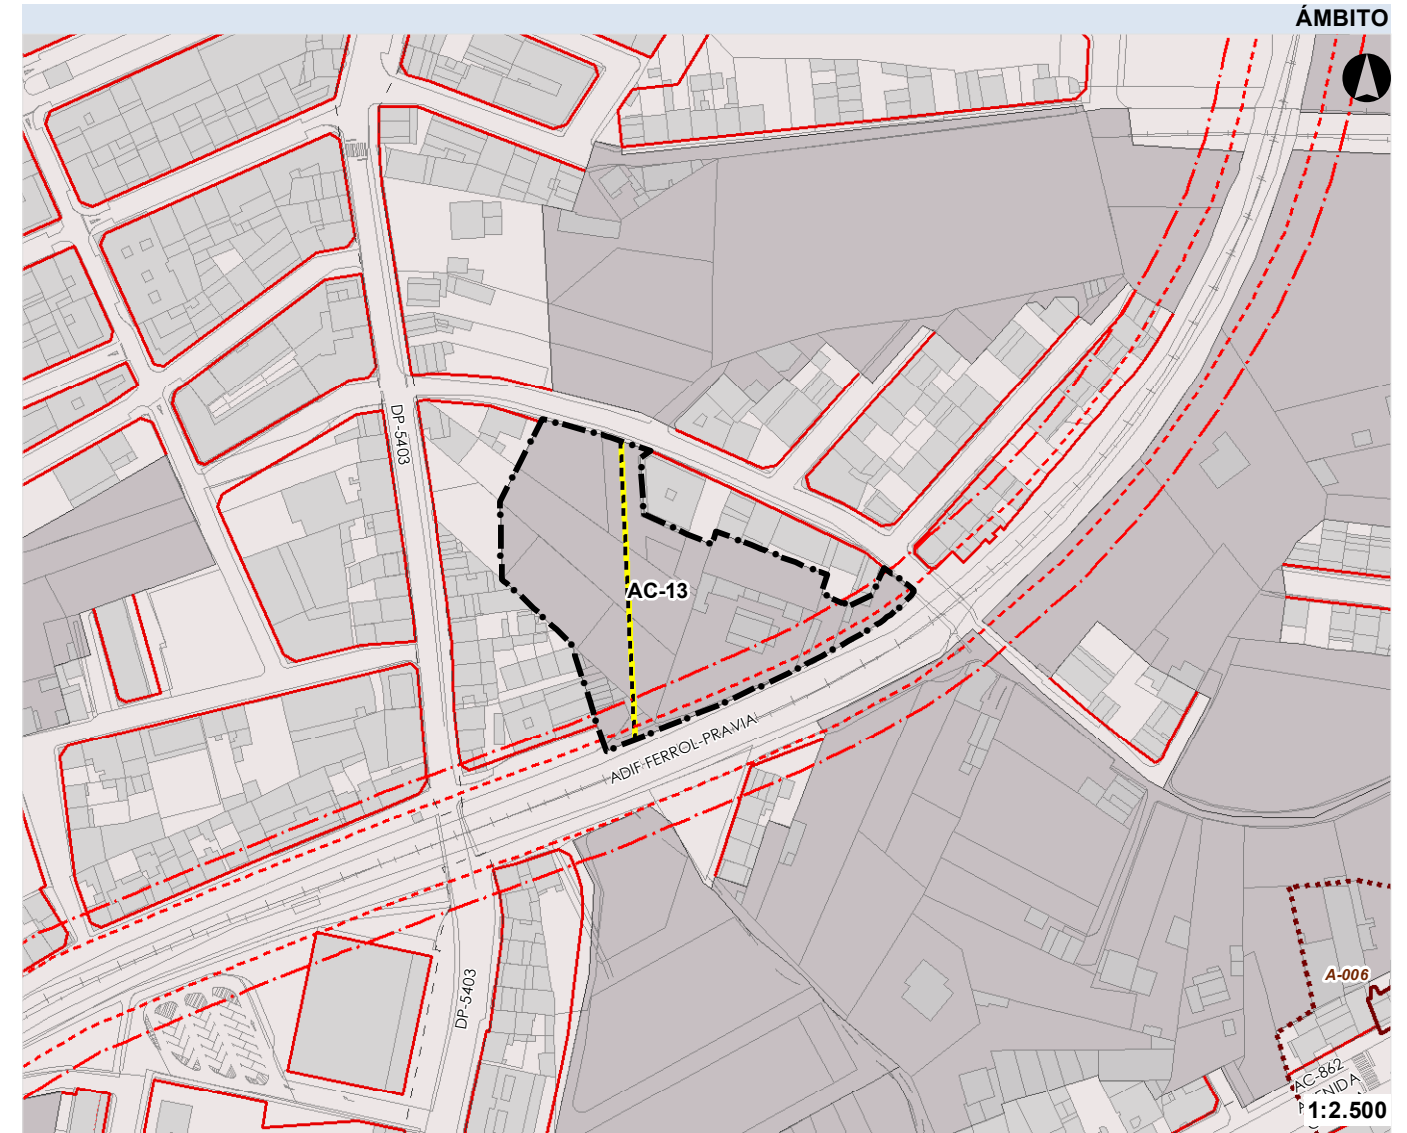 ÁMBITO
DP-5403
AC-13
ADIF-FERROL-PRAVIA
DP-5403
A-006
AC-862
1:2.500